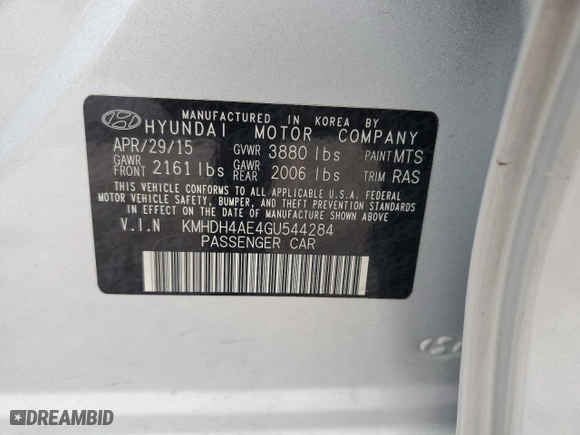 MANUFACTURED IN KOREA BY
HYUNDAI MOTOR COMPANY
APR/29/15 GVWR 3880 lbs PAINT MTS
GAWR FRONT 2161 lbs GAWR REAR 2006 lbs TRIM RAS
THIS VEHICLE CONFORMS TO ALL APPLICABLE U.S.A. FEDERAL
MOTOR VEHICLE SAFETY, BUMPER, AND THEFT PREVENTION STANDARDS
IN EFFECT ON THE DATE OF MANUFACTURE SHOWN ABOVE.
V.I.N KMHDH4AE4GU544284
PASSENGER CAR
DREAMBID